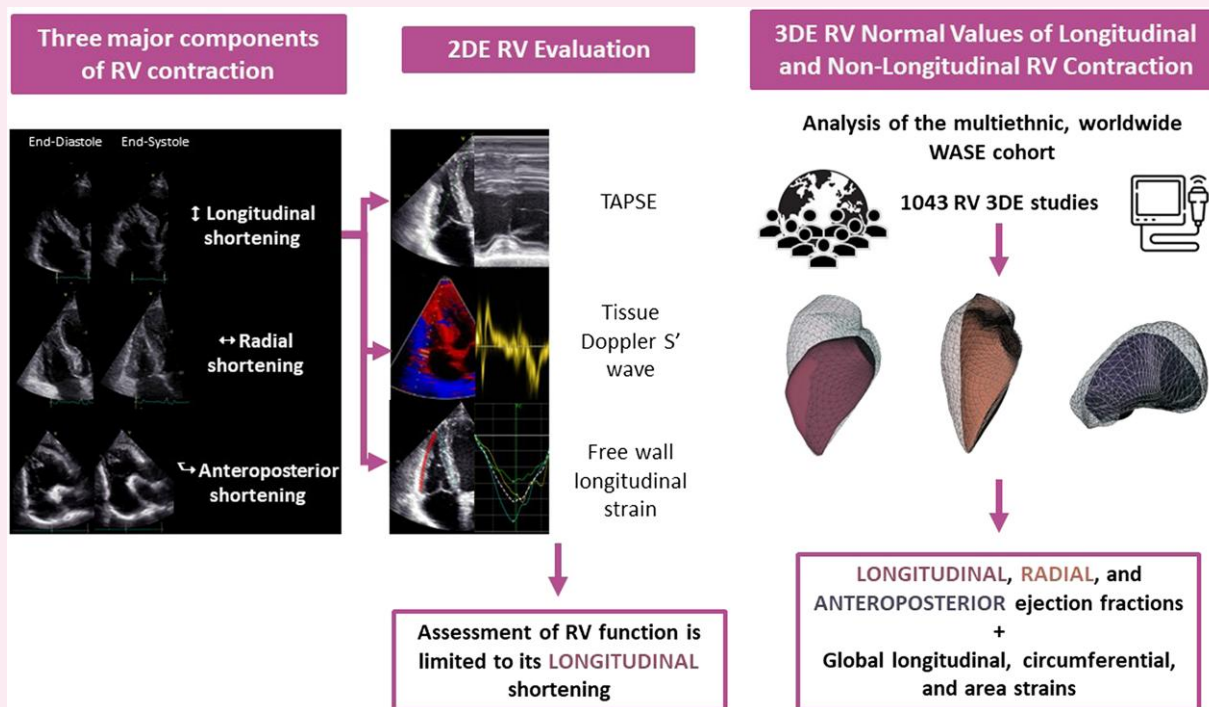 Three major components
of RV contraction
End-Diastole End-Systole
↕ Longitudinal
shortening
↔ Radial
shortening
Anteroposterior
shortening
2DE RV Evaluation
TAPSE
Tissue
Doppler S’
wave
Free wall
longitudinal
strain
Assessment of RV function is
limited to its LONGITUDINAL
shortening
3DE RV Normal Values of Longitudinal
and Non-Longitudinal RV Contraction
Analysis of the multiethnic, worldwide
WASE cohort
1043 RV 3DE studies
LONGITUDINAL, RADIAL, and
ANTEROPOSTERIOR ejection fractions
+
Global longitudinal, circumferential,
and area strains